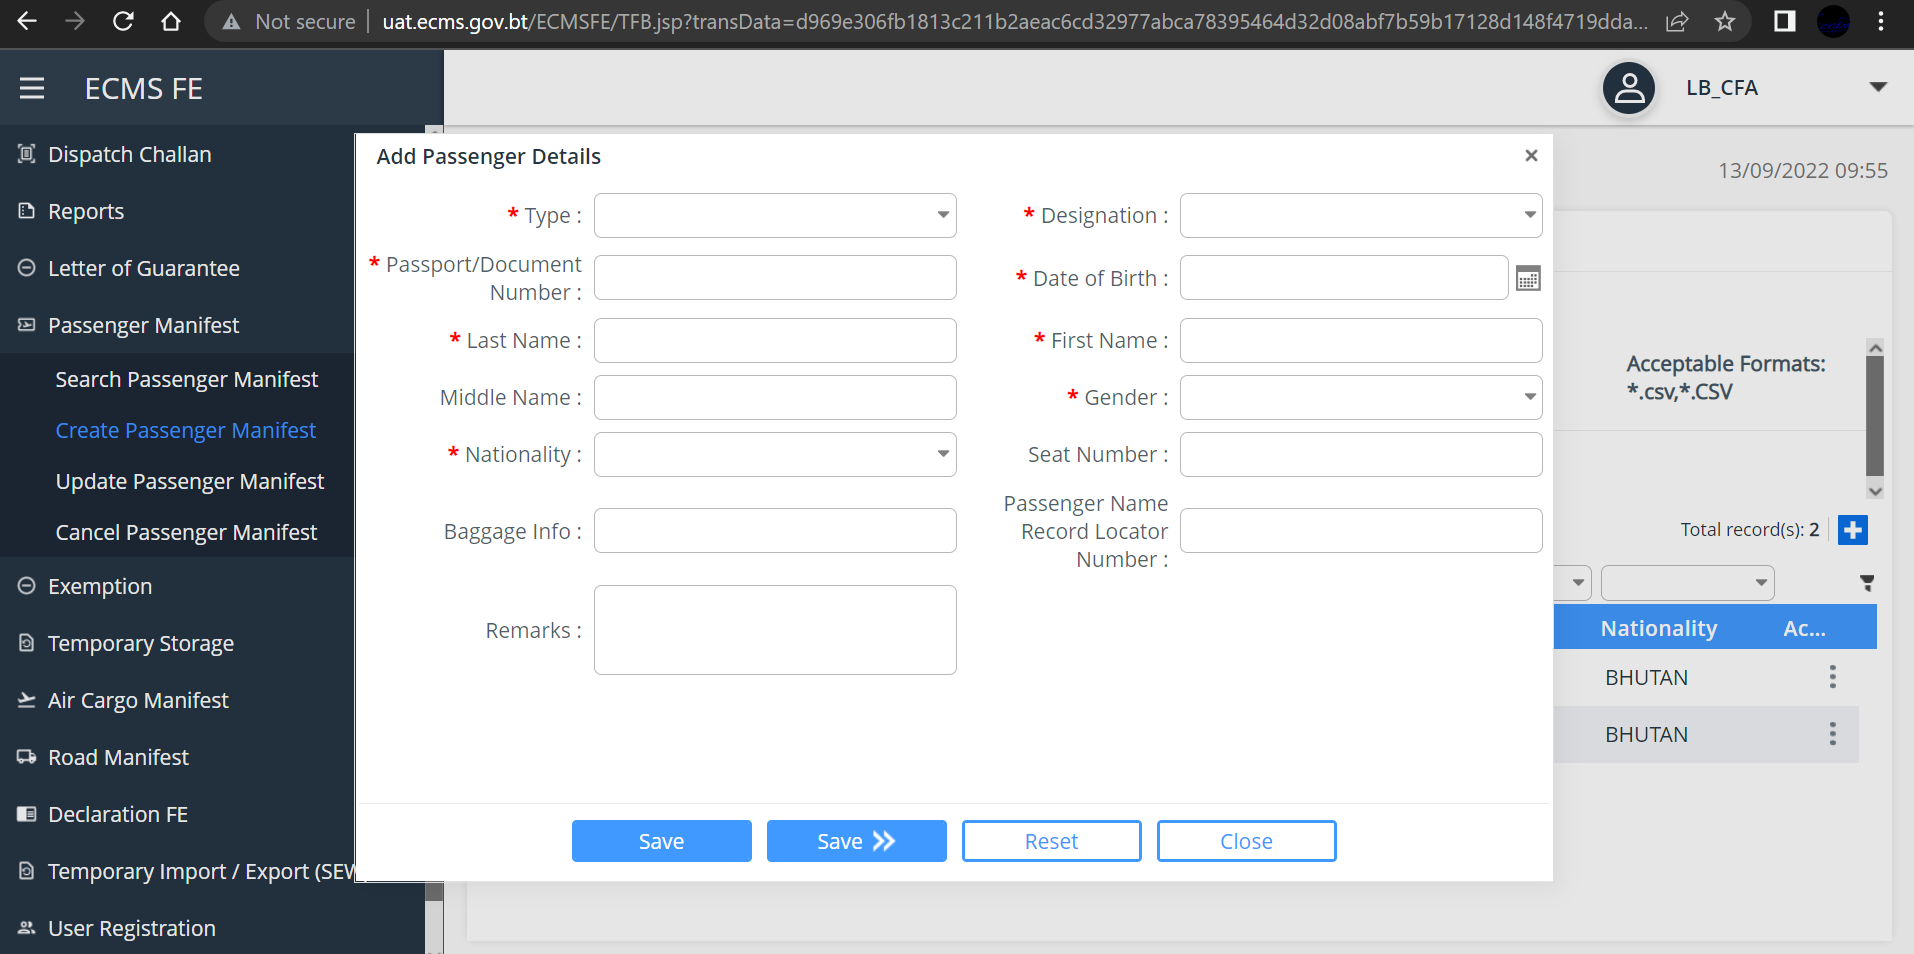 Not secure
uat.ecms.gov.bt/ECMSFE/TFB.jsp?transData=d969e306fb1813c211b2aeac6cd32977abca78395464d32d08abf7b59b17128d148f4719dda...
ECMS FE
LB_CFA
Dispatch Challan
Reports
Letter of Guarantee
Passenger Manifest
Search Passenger Manifest
Create Passenger Manifest
Update Passenger Manifest
Cancel Passenger Manifest
Exemption
Temporary Storage
Air Cargo Manifest
Road Manifest
Declaration FE
Temporary Import / Export (SEW
User Registration
13/09/2022 09:55
Add Passenger Details
×
* Type :
* Designation :
* Passport/Document
Number :
* Date of Birth :
* Last Name :
* First Name :
Middle Name :
* Gender :
* Nationality :
Seat Number :
Baggage Info :
Passenger Name
Record Locator
Number :
Remarks :
Save
Save
Reset
Close
Acceptable Formats:
*.csv,*.CSV
Total record(s): 2
Nationality
Ac...
BHUTAN
BHUTAN